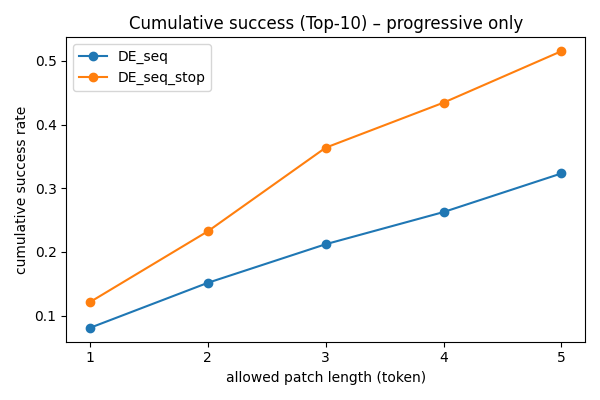 Cumulative success (Top-10) – progressive only
DE_seq
DE_seq_stop
cumulative success rate
0.5
0.4
0.3
0.2
0.1
1 2 3 4 5
allowed patch length (token)